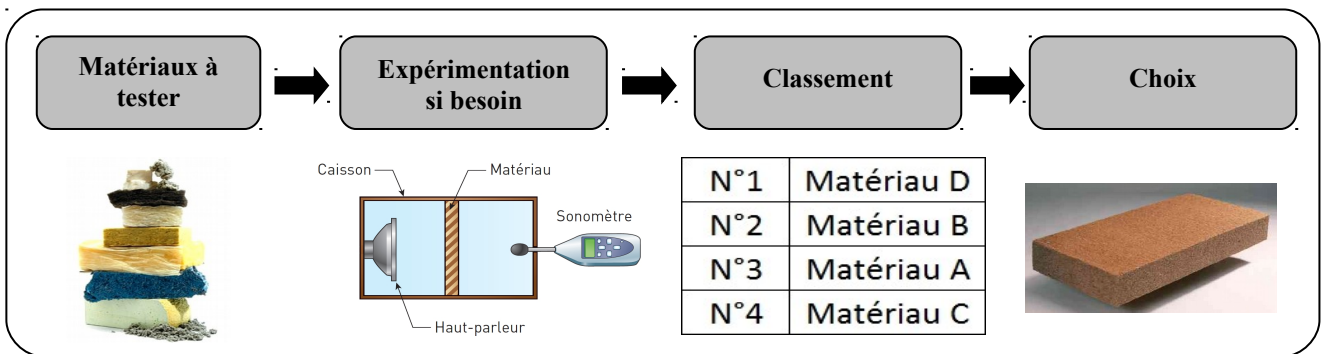 Matériaux à
tester
Expérimentation
si besoin
Classement
Choix
Caisson
Matériau
Sonomètre
Haut-parleur
N°1 Matériau D
N°2 Matériau B
N°3 Matériau A
N°4 Matériau C